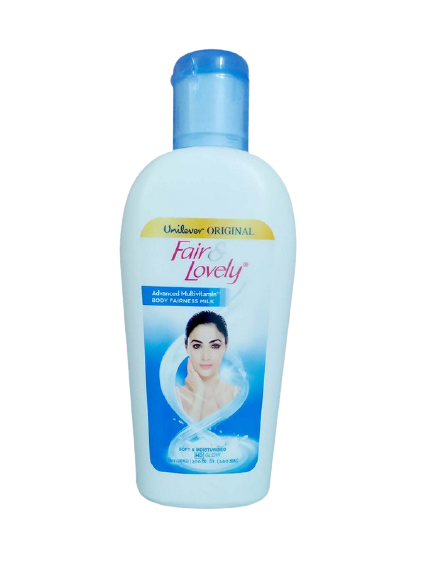 Unilever ORIGINAL
Fair &
Lovely®
Advanced Multivitamin
BODY FAIRNESS MILK
SOFT & MOISTURISED
HD GLOW